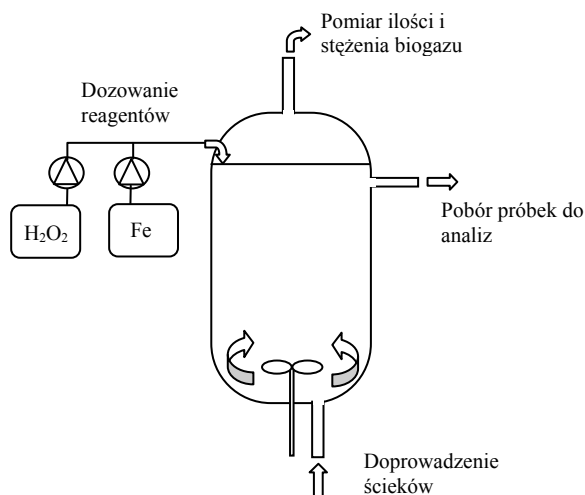 Pomiar ilości i
stężenia biogazu
Dozowanie
reagentów
H₂O₂
Fe
Pobór próbek do
analiz
Doprowadzenie
ścieków